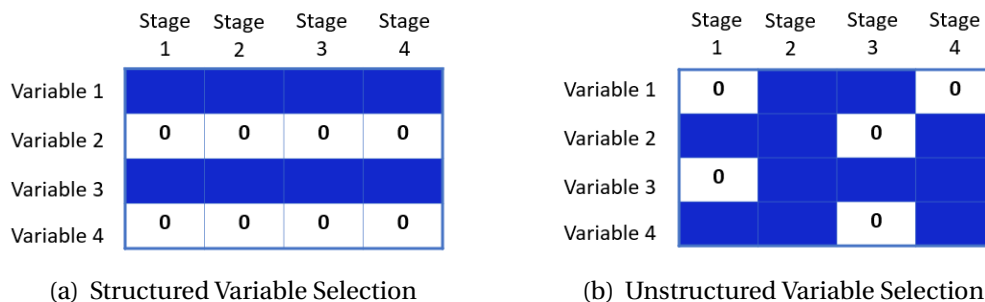 Stage 1 Stage 2 Stage 3 Stage 4
Variable 1
Variable 2 0 0 0 0
Variable 3
Variable 4 0 0 0 0
(a) Structured Variable Selection
Stage 1 Stage 2 Stage 3 Stage 4
Variable 1 0 0
Variable 2 0
Variable 3 0
Variable 4 0
(b) Unstructured Variable Selection